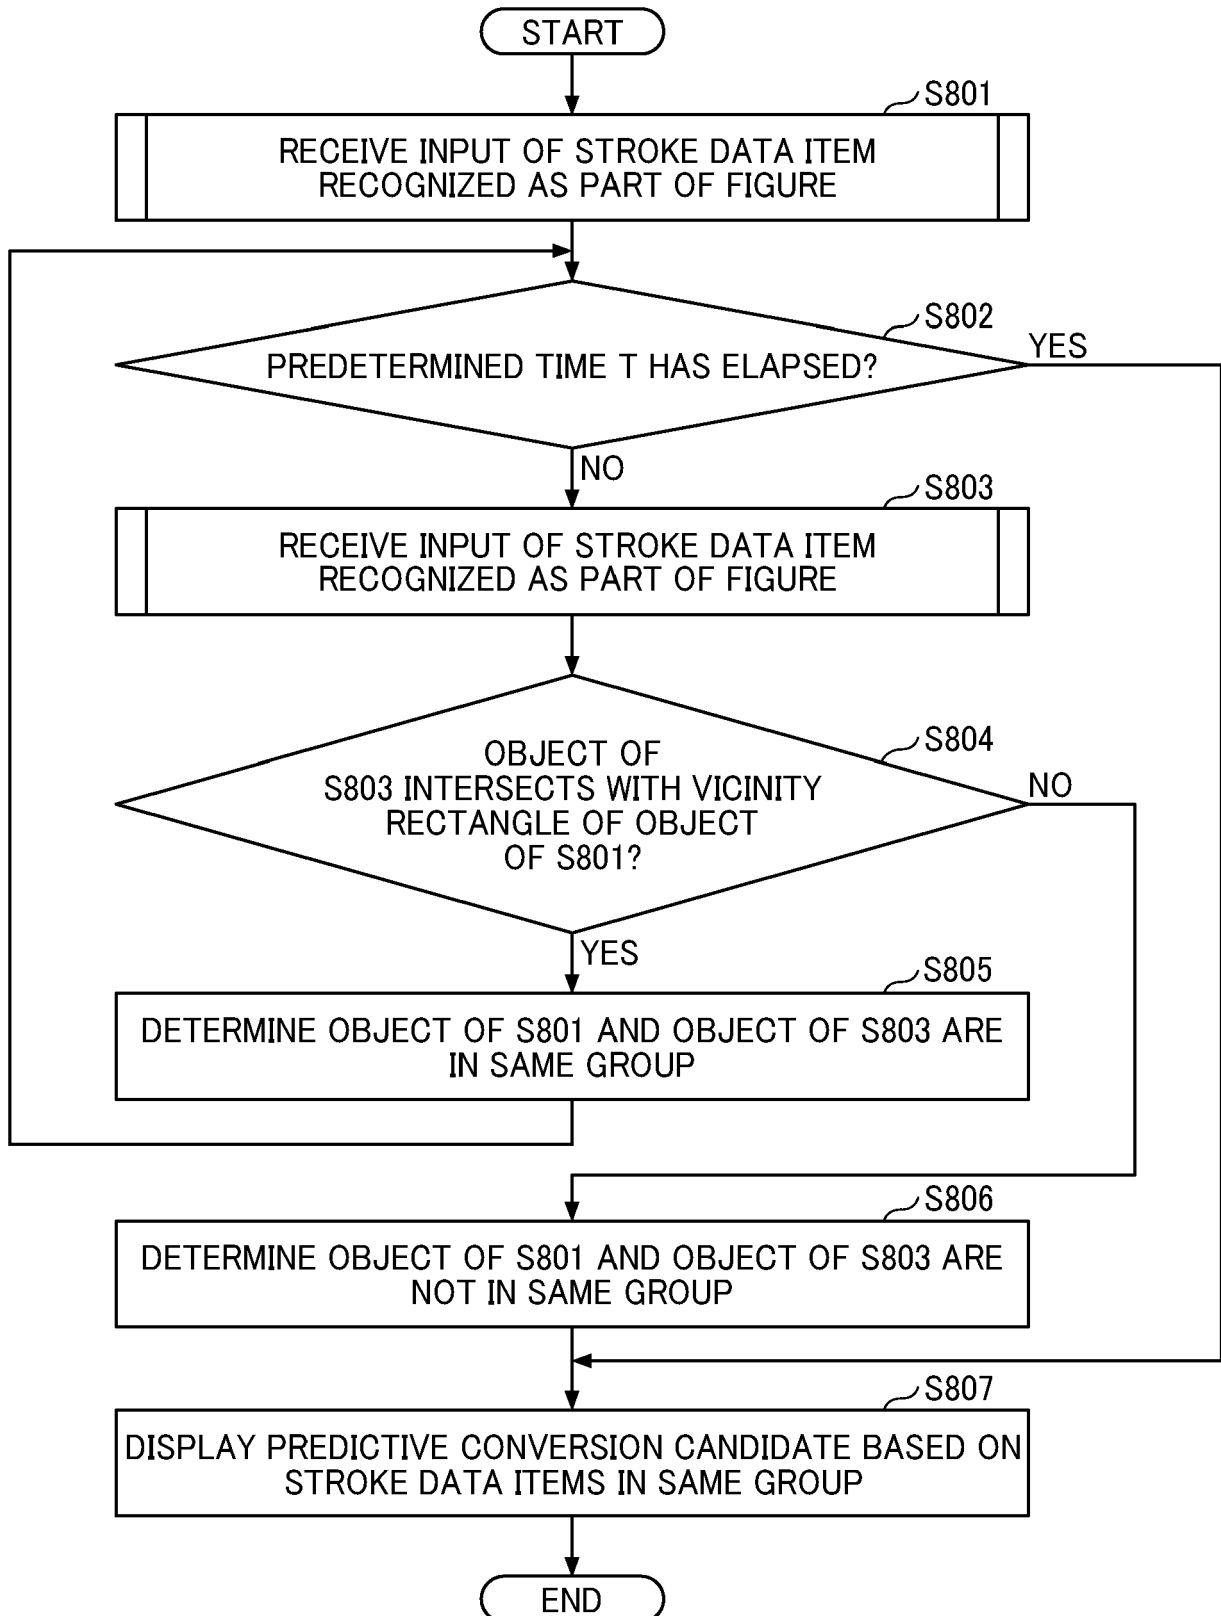 START
S801
RECEIVE INPUT OF STROKE DATA ITEM
RECOGNIZED AS PART OF FIGURE
S802
PREDETERMINED TIME T HAS ELAPSED?
YES
NO
S803
RECEIVE INPUT OF STROKE DATA ITEM
RECOGNIZED AS PART OF FIGURE
S804
OBJECT OF
S803 INTERSECTS WITH VICINITY
RECTANGLE OF OBJECT
OF S801?
NO
YES
S805
DETERMINE OBJECT OF S801 AND OBJECT OF S803 ARE
IN SAME GROUP
S806
DETERMINE OBJECT OF S801 AND OBJECT OF S803 ARE
NOT IN SAME GROUP
S807
DISPLAY PREDICTIVE CONVERSION CANDIDATE BASED ON
STROKE DATA ITEMS IN SAME GROUP
END